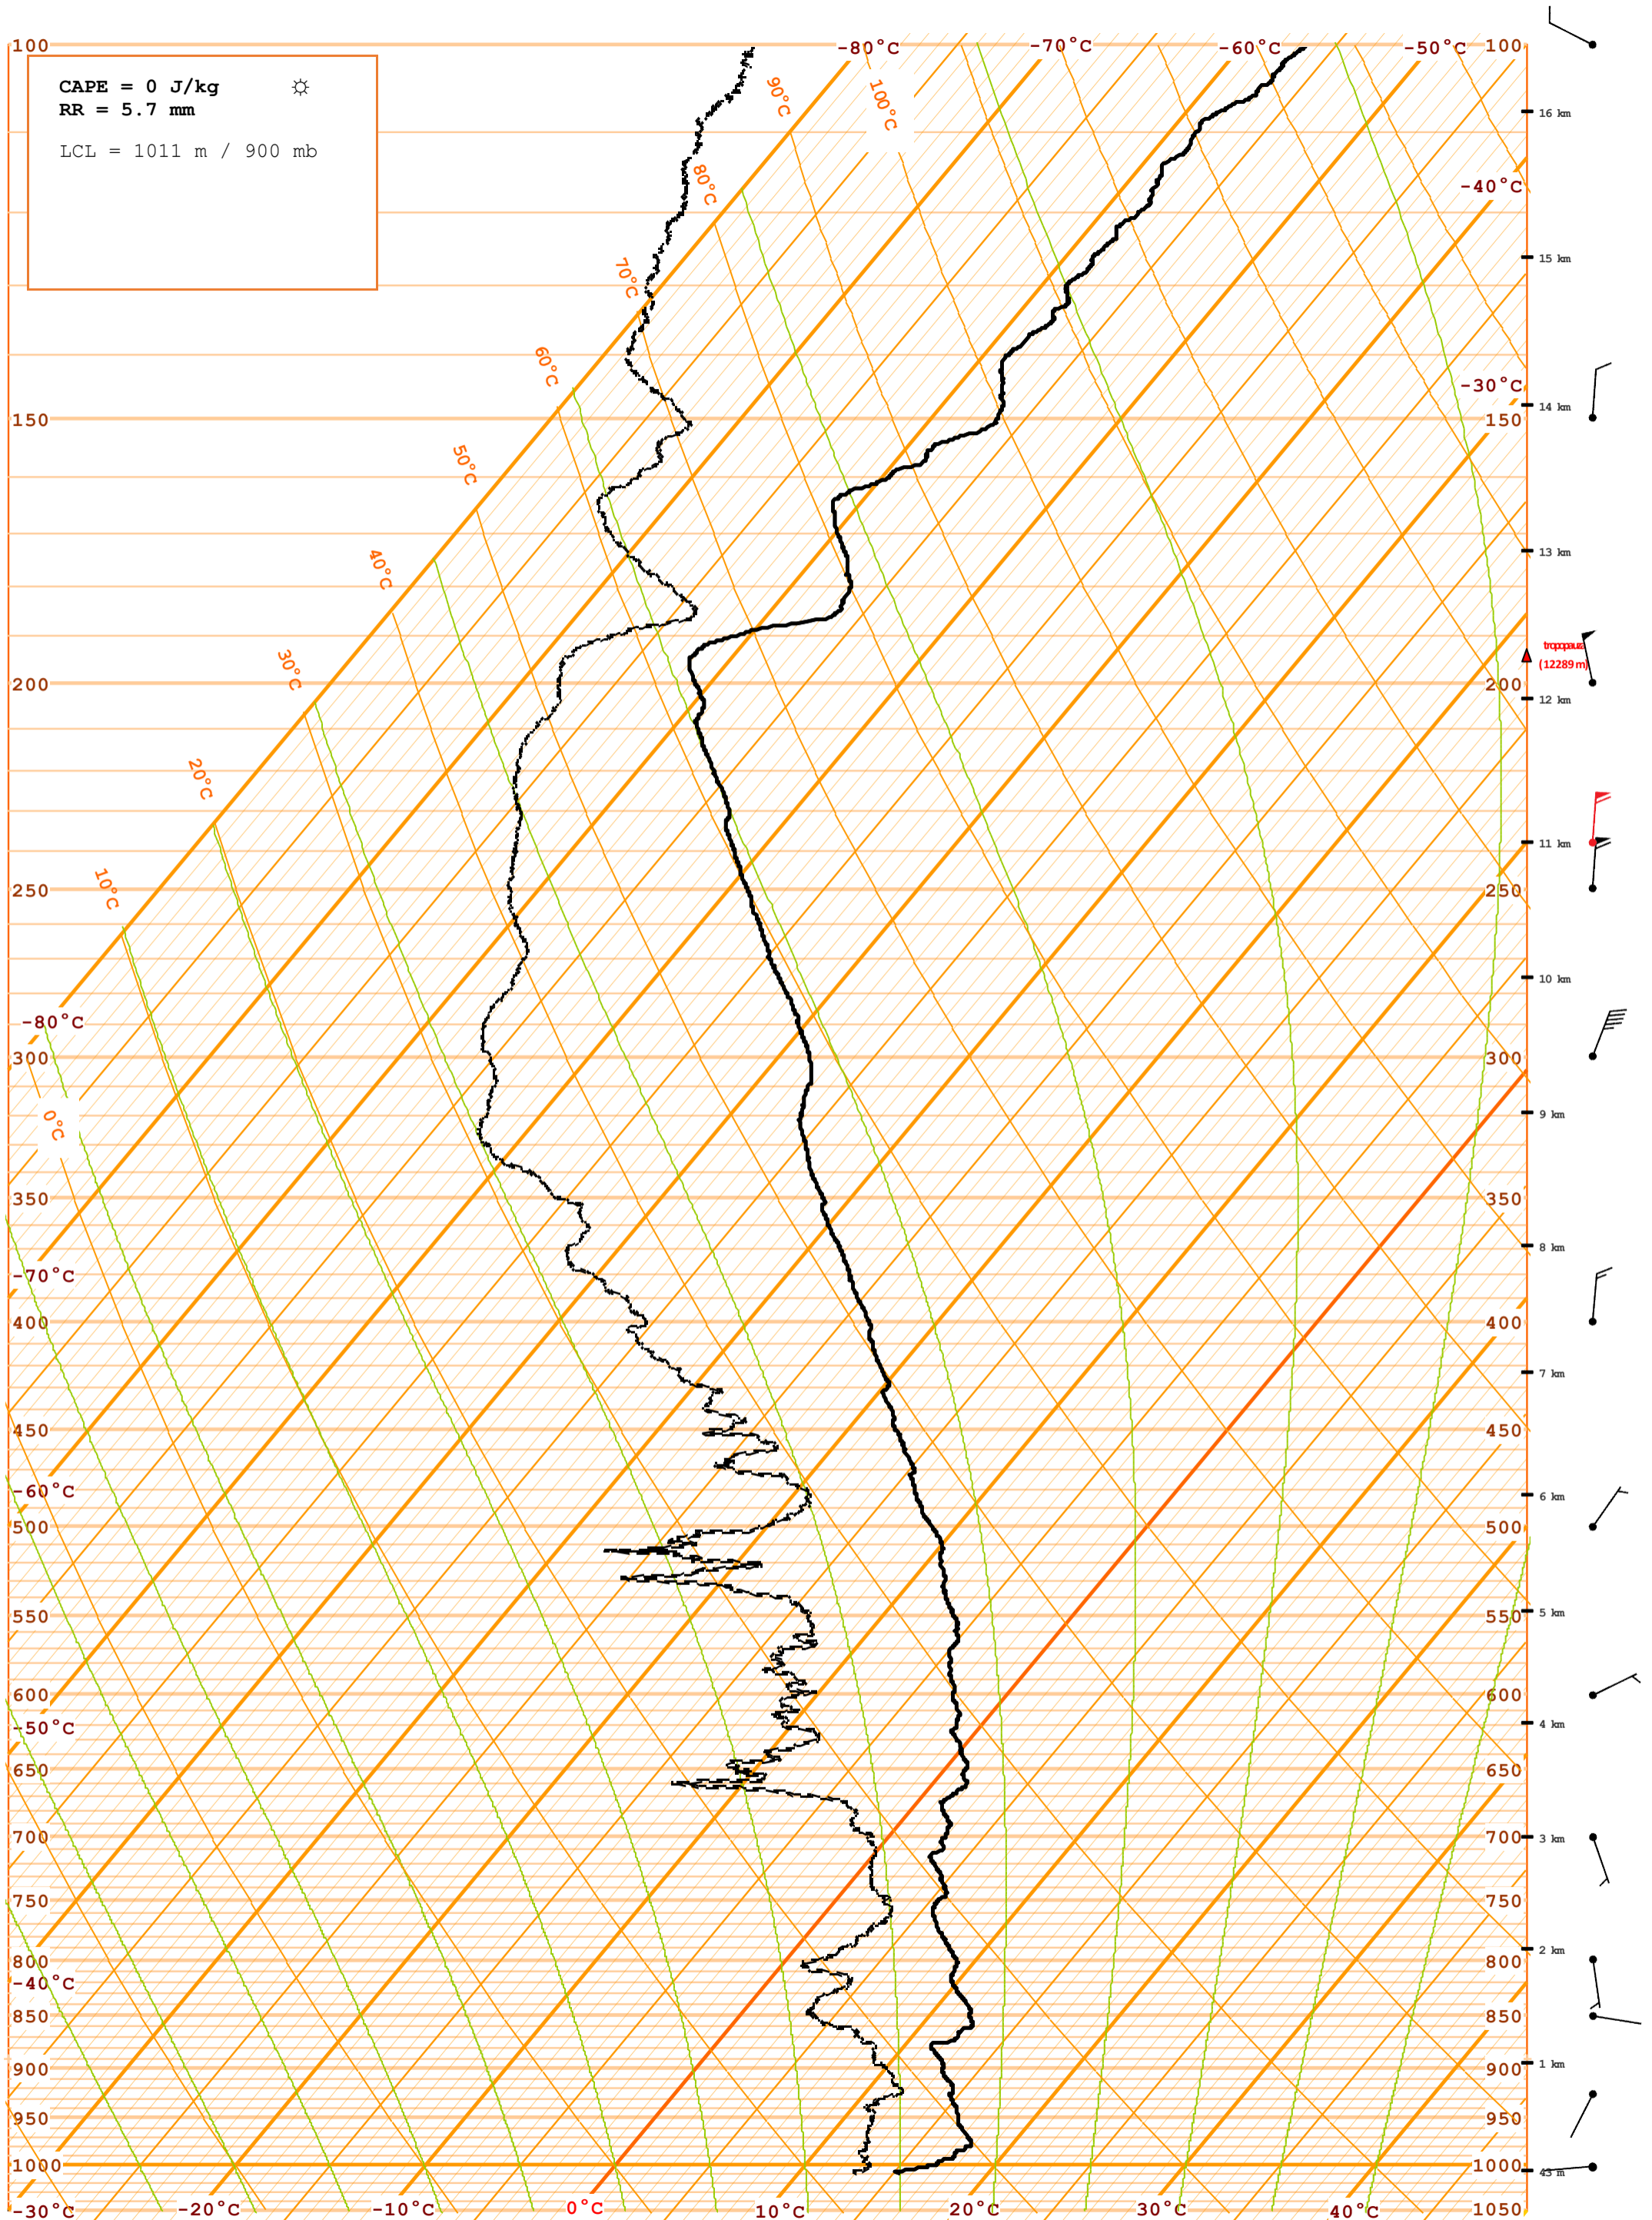 100 -80°C -70°C -60°C -50°C 100
CAPE = 0 J/kg ☼
RR = 5.7 mm
LCL = 1011 m / 900 mb
90°C 100°C
16 km
80°C -40°C
15 km
70°C
60°C -30°C
14 km
150 150
50°C
13 km
40°C
30°C
tropopauza
(12289 m)
200 200
12 km
20°C
11 km
10°C
250 250
10 km
-80°C
300 300
0°C
9 km
350 350
8 km
-70°C
400 400
7 km
450 450
-60°C
6 km
500 500
5 km
550 550
600 600
-50°C
4 km
650 650
700 700
3 km
750 750
2 km
800 800
-40°C
850 850
1 km
900 900
950 950
1000 1000
43 m
-30°C -20°C -10°C 0°C 10°C 20°C 30°C 40°C 1050